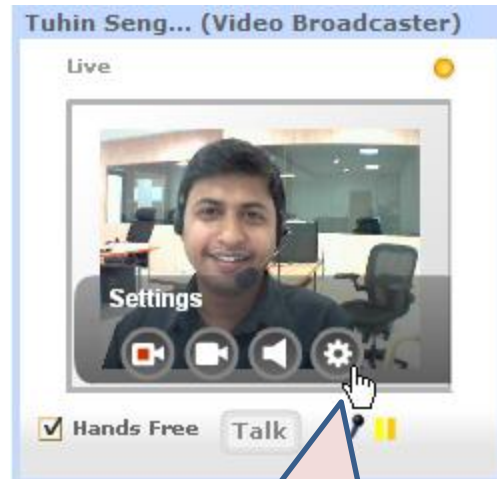 Tuhin Seng... (Video Broadcaster)
Live
Settings
Hands Free Talk